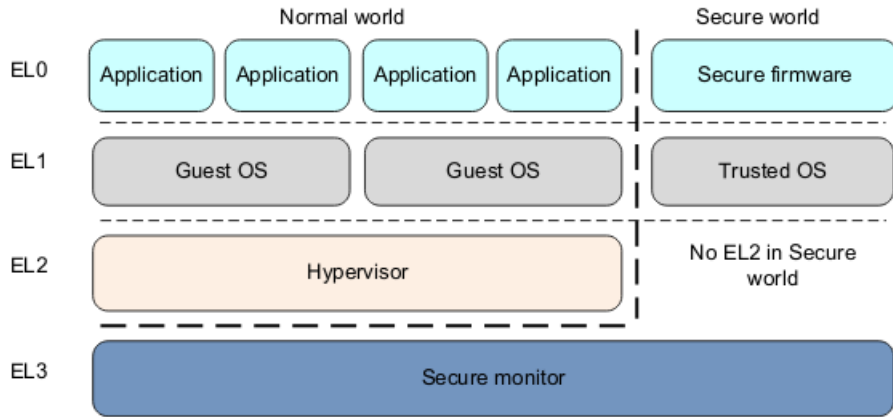 Normal world
Secure world
EL0
Application
Application
Application
Application
Secure firmware
EL1
Guest OS
Guest OS
Trusted OS
EL2
Hypervisor
No EL2 in Secure
world
EL3
Secure monitor